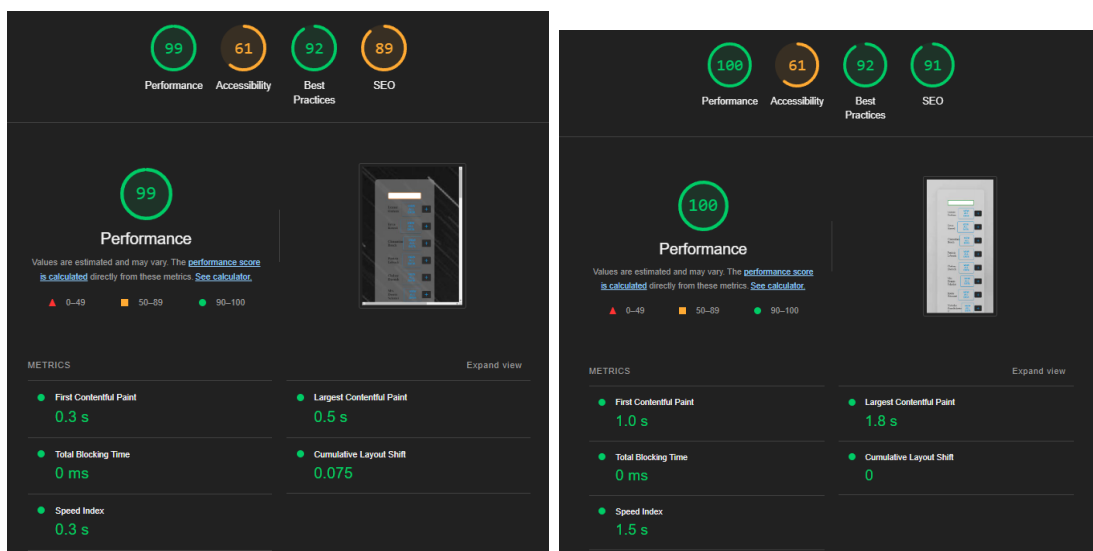 99
61
92
89
Performance
Accessibility
Best
Practices
SEO
99
Performance
Values are estimated and may vary. The performance score
is calculated directly from these metrics. See calculator.
0–49
50–89
90–100
METRICS
Expand view
First Contentful Paint
0.3 s
Largest Contentful Paint
0.5 s
Total Blocking Time
0 ms
Cumulative Layout Shift
0.075
Speed Index
0.3 s
100
61
92
91
Performance
Accessibility
Best
Practices
SEO
100
Performance
Values are estimated and may vary. The performance score
is calculated directly from these metrics. See calculator.
0–49
50–89
90–100
METRICS
Expand view
First Contentful Paint
1.0 s
Largest Contentful Paint
1.8 s
Total Blocking Time
0 ms
Cumulative Layout Shift
0
Speed Index
1.5 s